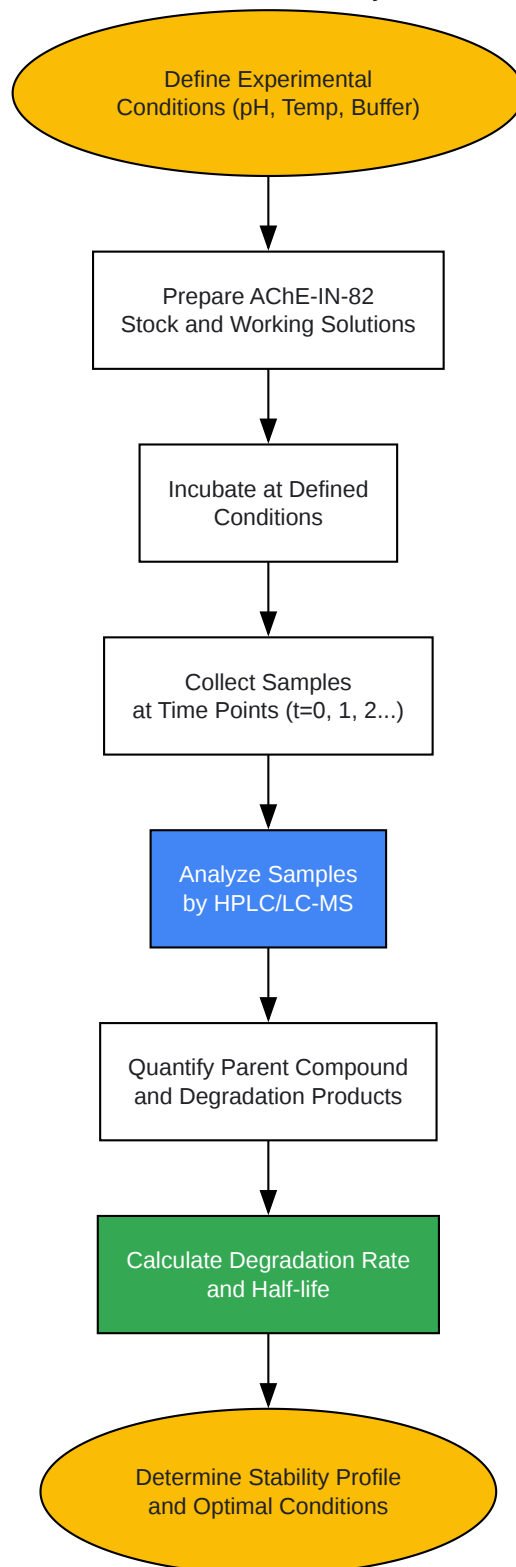 Define Experimental
Conditions (pH, Temp, Buffer)
Prepare AChE-IN-82
Stock and Working Solutions
Incubate at Defined
Conditions
Collect Samples
at Time Points (t=0, 1, 2...)
Analyze Samples
by HPLC/LC-MS
Quantify Parent Compound
and Degradation Products
Calculate Degradation Rate
and Half-life
Determine Stability Profile
and Optimal Conditions